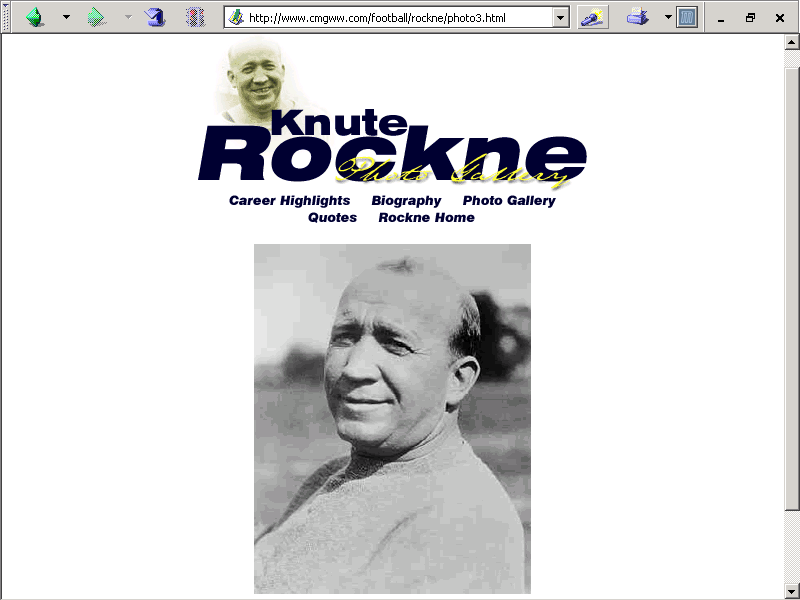 http://www.cmgww.com/football/rockne/photo3.html
Knute
Rockne
Photo Gallery
Career Highlights Biography Photo Gallery
Quotes Rockne Home